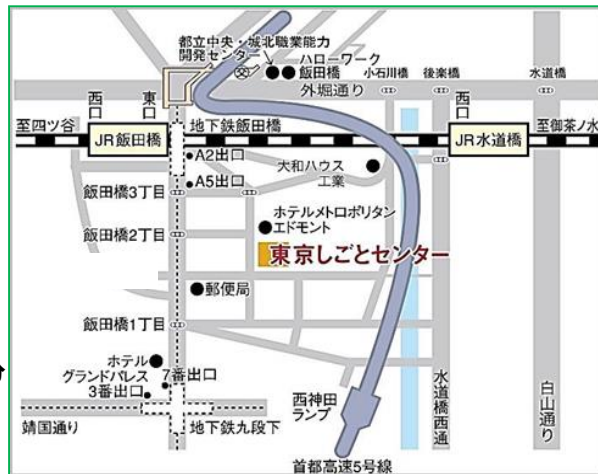 都立中央・城北職業能力
開発センター
ハローワーク
飯田橋
小石川橋
後楽橋
水道橋
外堀通り
西口
東口
西口
至四ツ谷
JR飯田橋
地下鉄飯田橋
JR水道橋
至御茶ノ水
A2出口
A5出口
大和ハウス
工業
飯田橋3丁目
ホテルメトロポリタン
エドモント
飯田橋2丁目
東京しごとセンター
郵便局
飯田橋1丁目
ホテル
グランドパレス
7番出口
3番出口
西神田
ランプ
水道橋西通
白山通り
靖国通り
地下鉄九段下
首都高速5号線